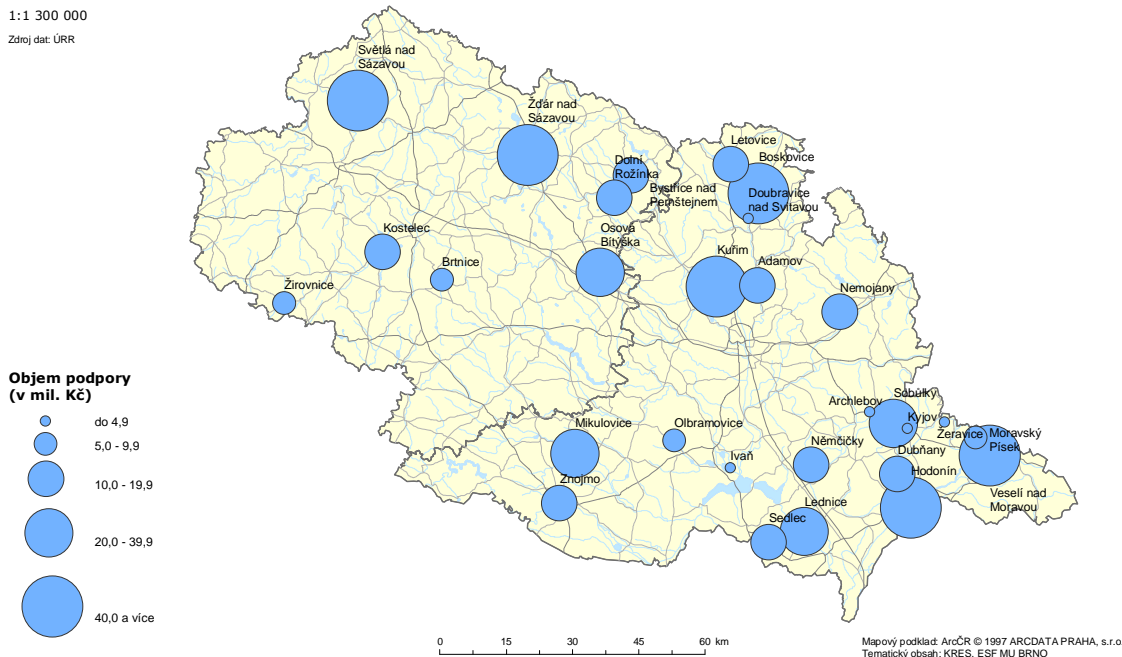 1:1 300 000
Zdroj dat: ÚRR
Světlá nad
Sázavou
Žďár nad
Sázavou
Letovice
Boskovice
Dolní
Rožínka
Bystřice nad
Pernštejnem
Doubravice
nad Svitavou
Kostelec
Osová
Bítýška
Kuřim
Adamov
Brtnice
Žirovnice
Nemojany
Objem podpory
(v mil. Kč)
do 4,9
5,0 - 9,9
10,0 - 19,9
20,0 - 39,9
40,0 a více
Archlebov
Sobůlky
Kyjov
Žeravice
Moravský
Písek
Mikulovice
Olbramovice
Němčičky
Ivaň
Dubňany
Hodonín
Znojmo
Veselí nad
Moravou
Lednice
Sedlec
0 15 30 45 60 km
Mapový podklad: ArcČR © 1997 ARCDATA PRAHA, s.r.o.
Tematický obsah: KRES, ESF MU BRNO